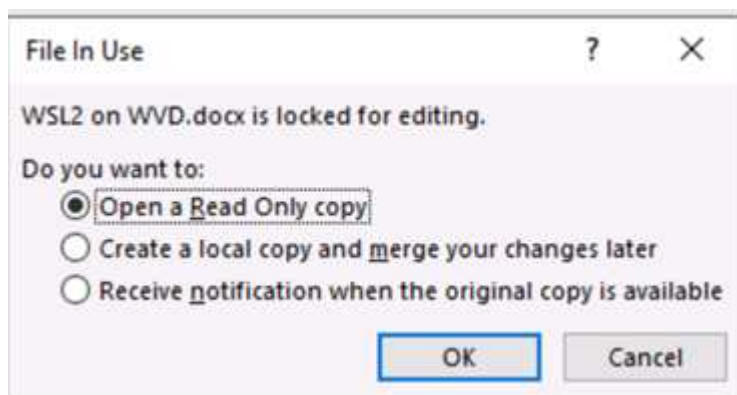 File In Use ? X
WSL2 on WVD.docx is locked for editing.
Do you want to:
Open a Read Only copy
Create a local copy and merge your changes later
Receive notification when the original copy is available
OK Cancel